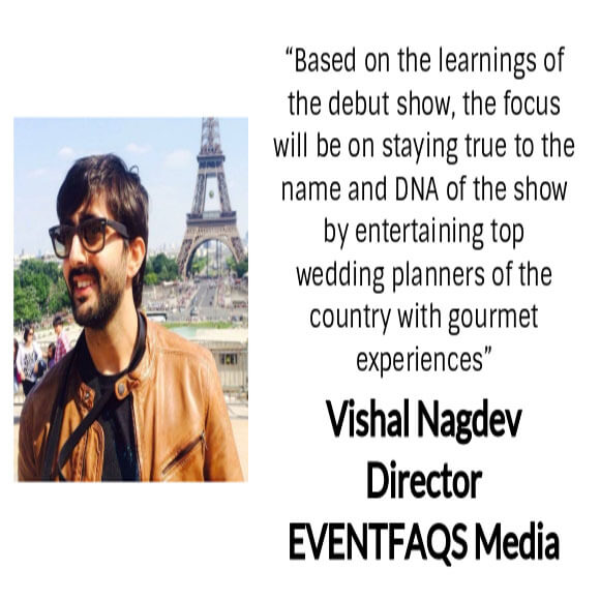 “Based on the learnings of
the debut show, the focus
will be on staying true to the
name and DNA of the show
by entertaining top
wedding planners of the
country with gourmet
experiences”
Vishal Nagdev
Director
EVENTFAQS Media